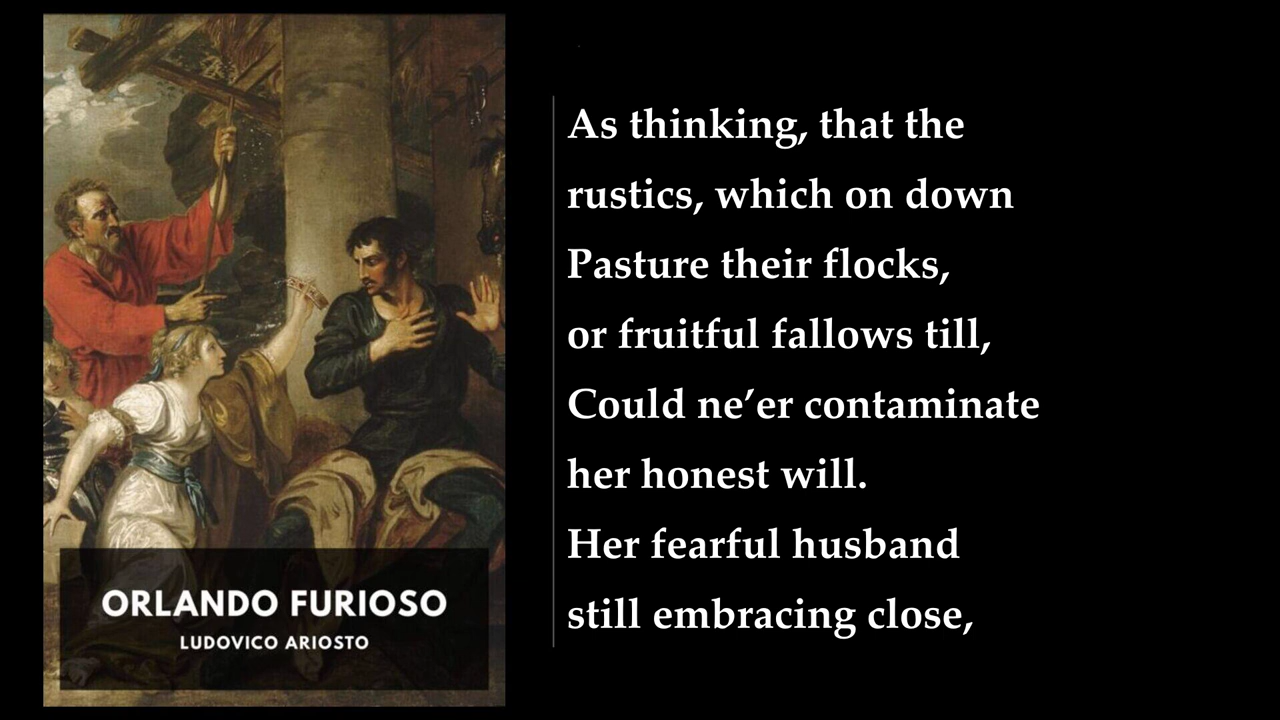 ORLANDO FURIOSO
LUDOVICO ARIOSTO
As thinking, that the
rustics, which on down
Pasture their flocks,
or fruitful fallows till,
Could ne’er contaminate
her honest will.
Her fearful husband
still embracing close,